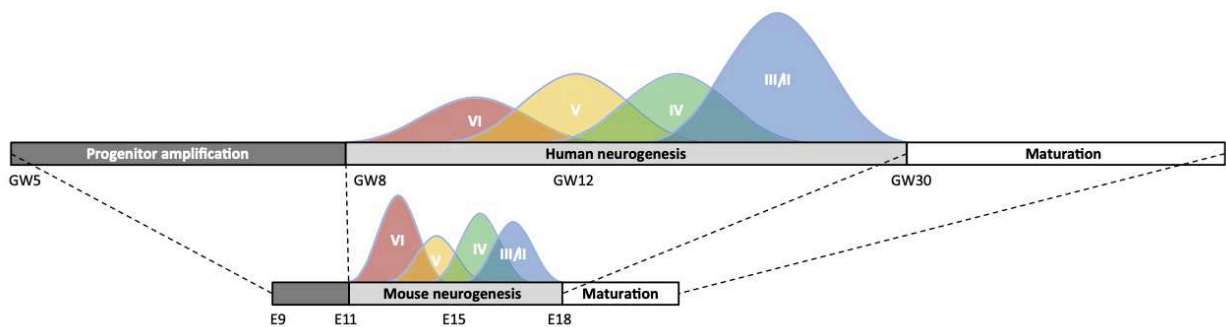 VI
V
IV
III/II
Progenitor amplification
Human neurogenesis
Maturation
GW5
GW8
GW12
GW30
VI
V
IV
III/II
Mouse neurogenesis
Maturation
E9
E11
E15
E18